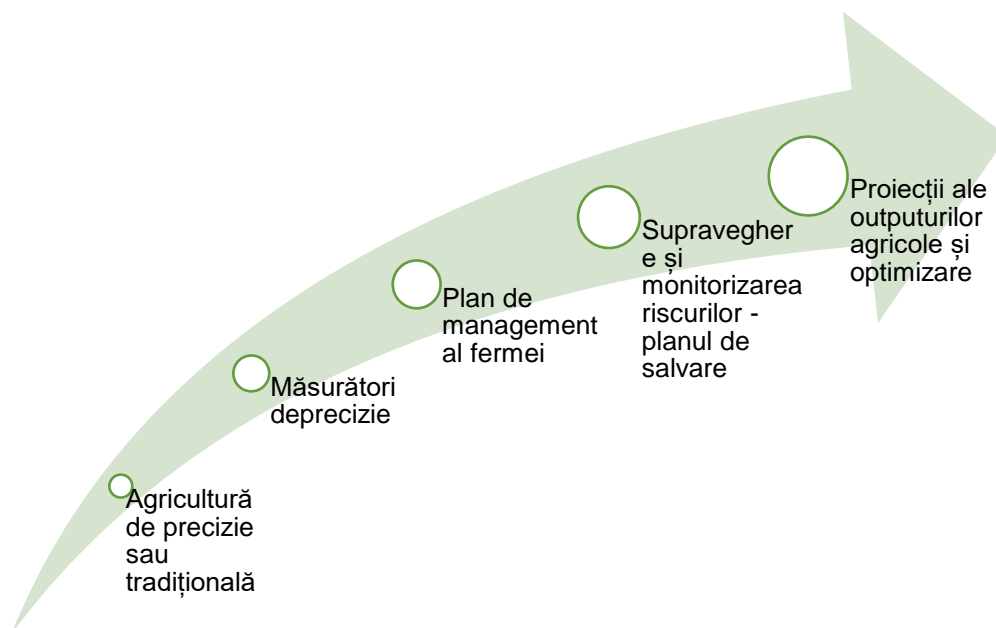 Agricultură
de precizie
sau
tradițională
Măsurători
deprecizie
Plan de
management
al fermei
Supravegher
e și
monitorizarea
riscurilor -
planul de
salvare
Proiecții ale
outputurilor
agricole și
optimizare